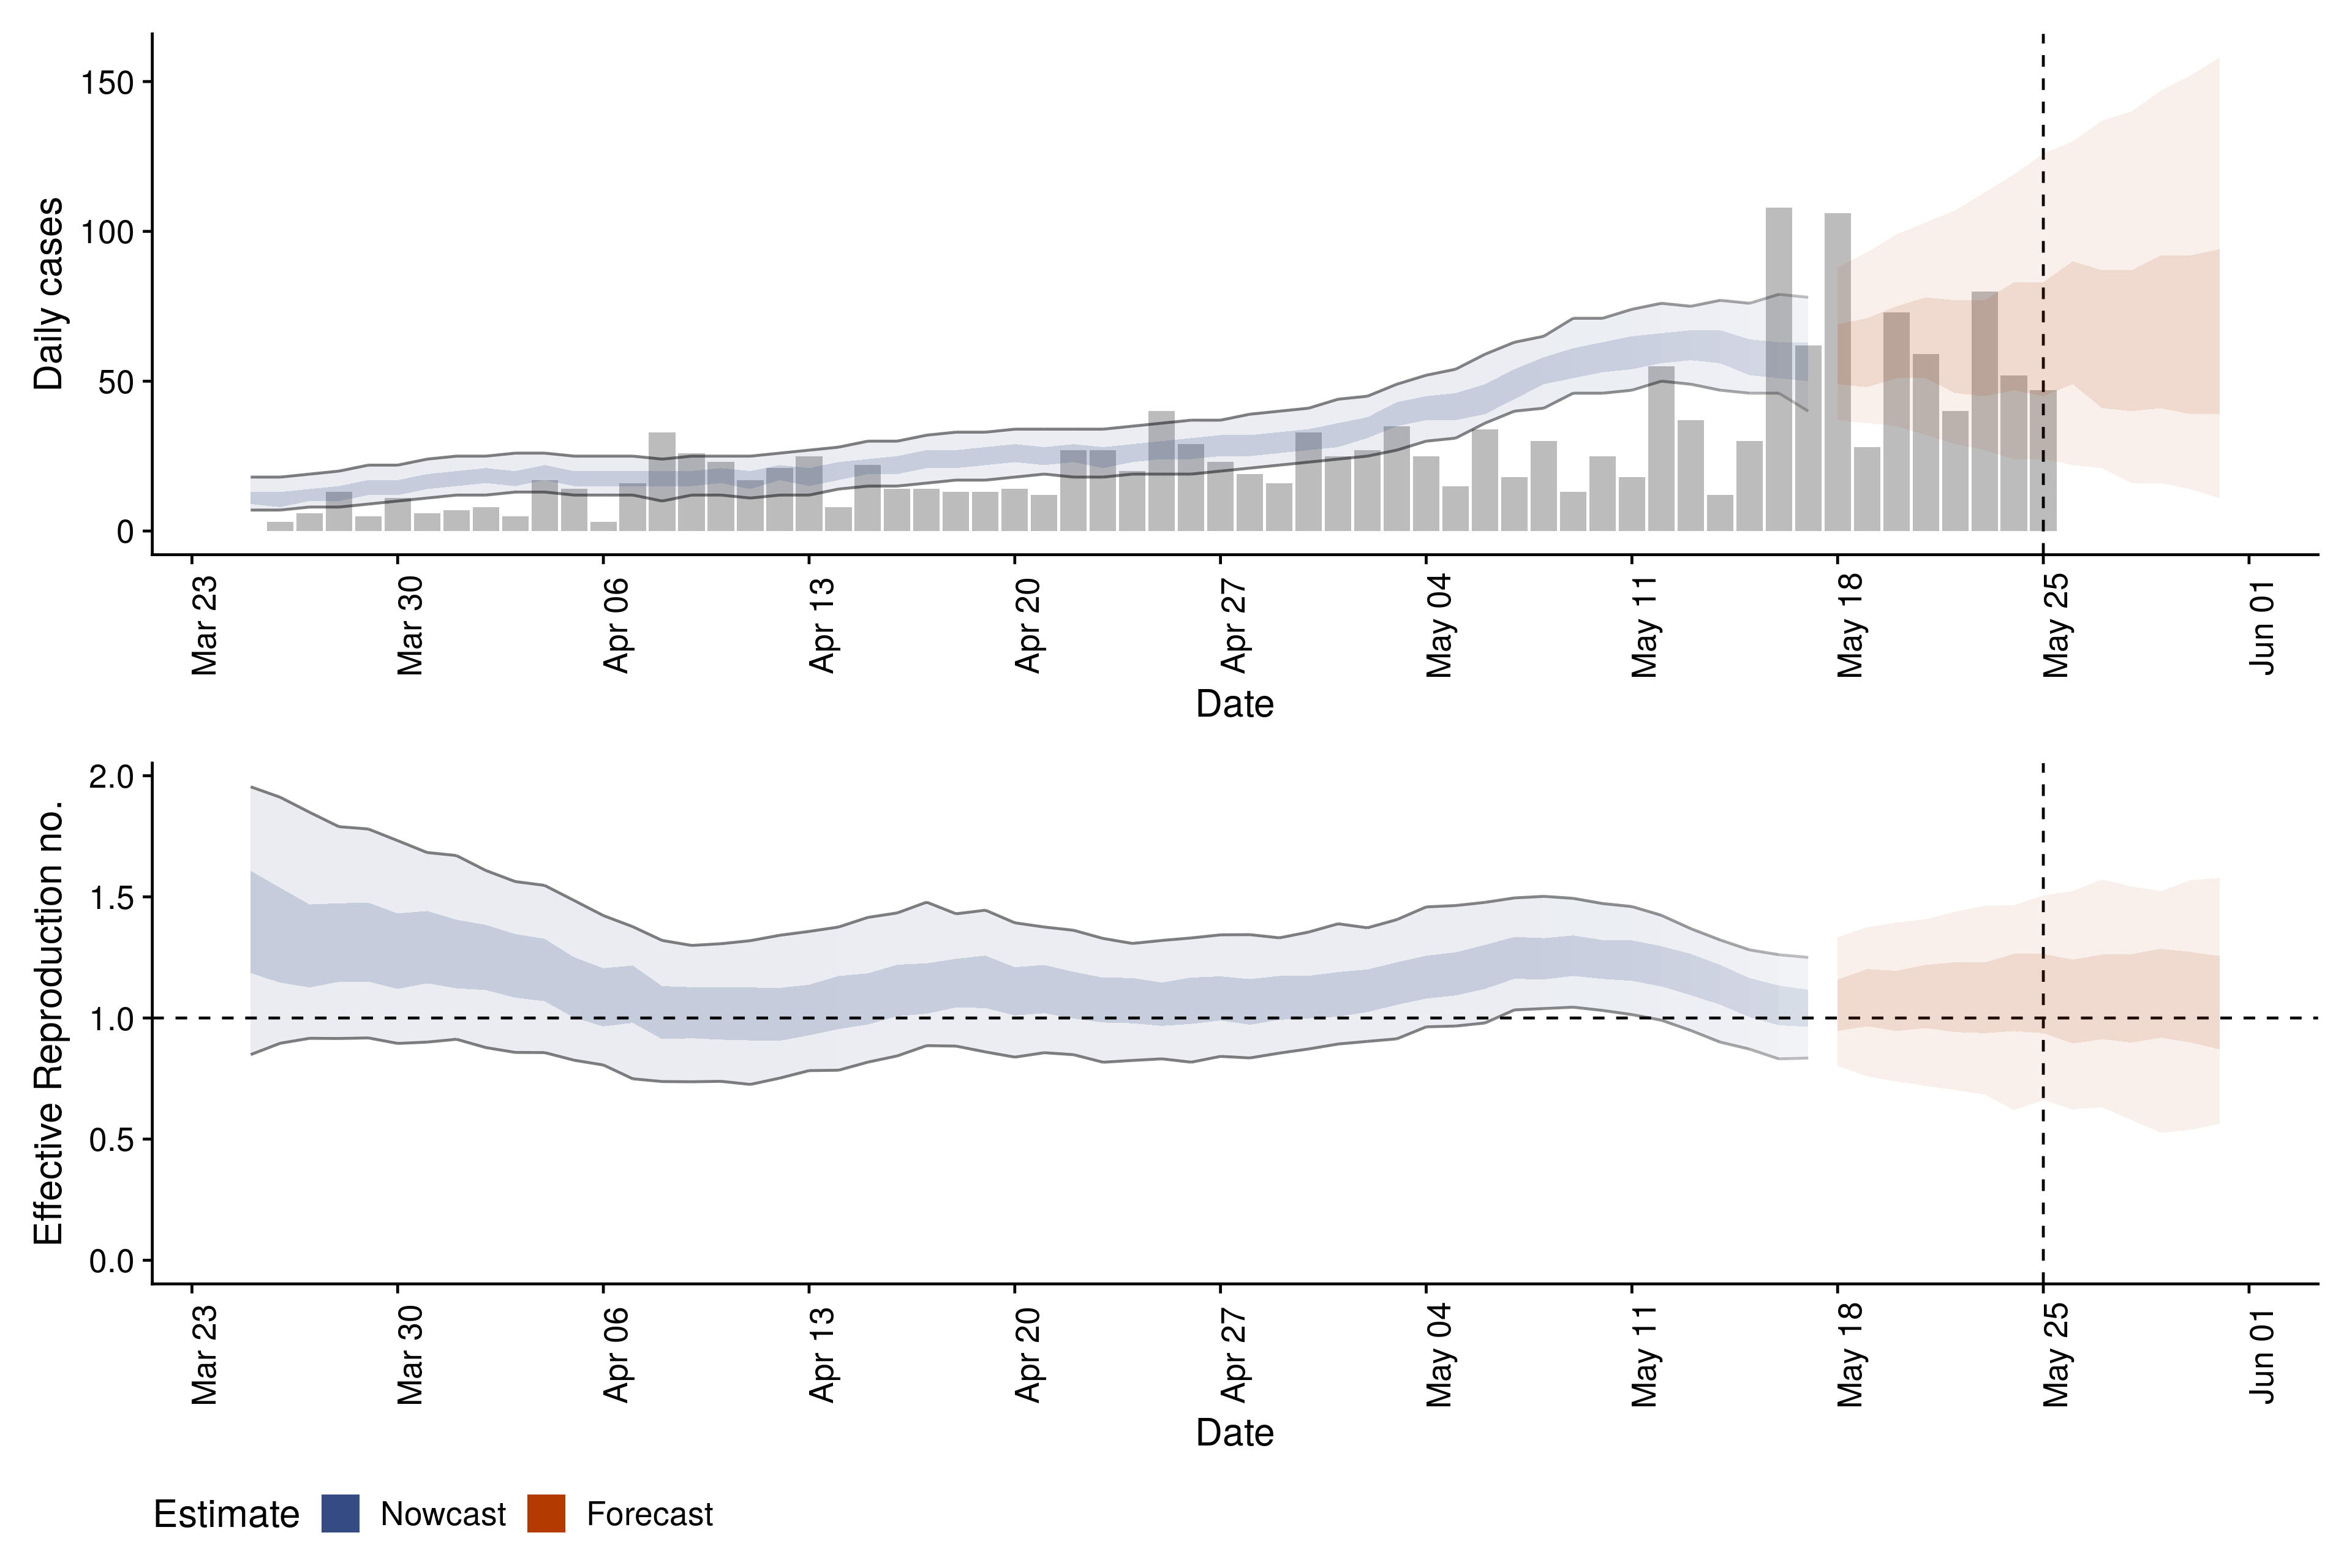 Daily cases
150
100
50
0
Mar 23
Mar 30
Apr 06
Apr 13
Apr 20
Apr 27
May 04
May 11
May 18
May 25
Jun 01
Date
Effective Reproduction no.
2.0
1.5
1.0
0.5
0.0
Mar 23
Mar 30
Apr 06
Apr 13
Apr 20
Apr 27
May 04
May 11
May 18
May 25
Jun 01
Date
Estimate Nowcast Forecast